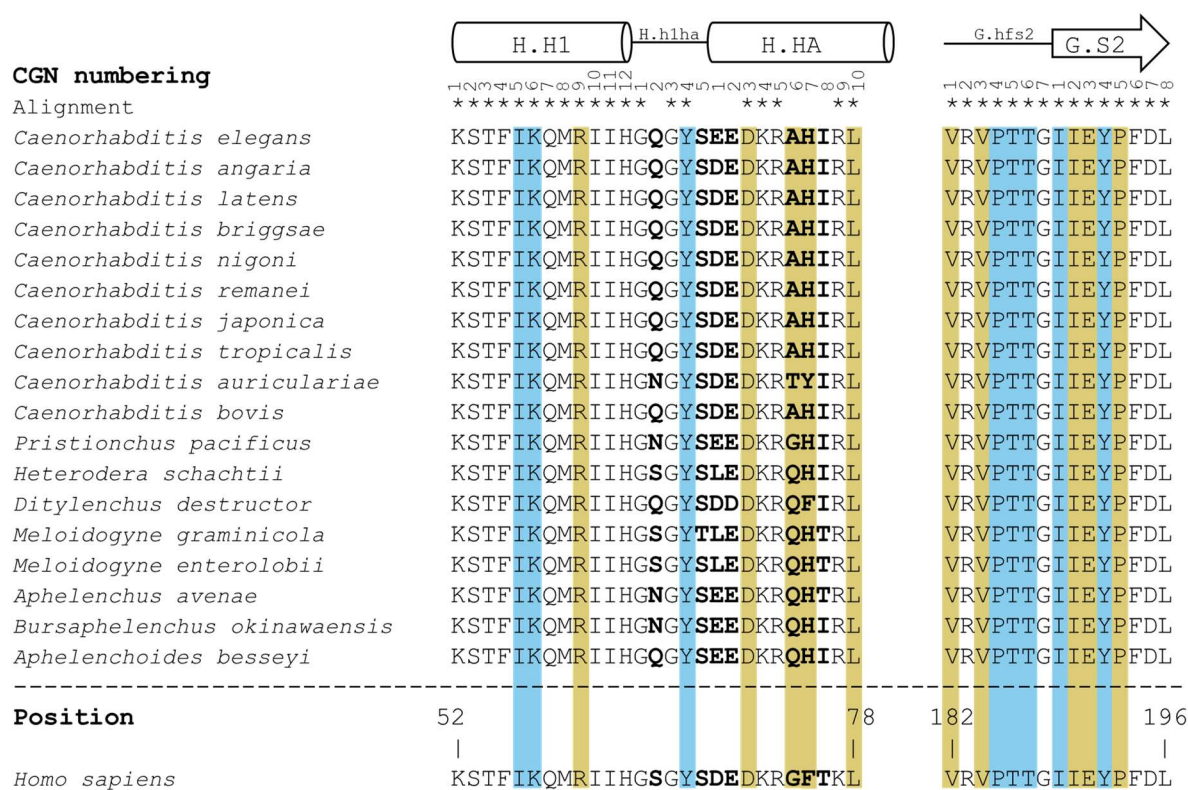 H.H1 H.h1ha H.HA G.hfs2 G.S2
CGN numbering 1 2 3 4 5 6 7 8 9 10 11 12 1 2 3 4 5 1 2 3 4 5 6 7 8 9 10 1 2 3 4 5 6 7 1 2 3 4 5 6 7 8
Alignment ************* ** *** ** ***************
Caenorhabditis elegans KSTFIKQMRIIHGQGYSEEDKRAHIRL VRVPTTGIIEYPFDL
Caenorhabditis angaria KSTFIKQMRIIHGQGYSDEDKRAHIRL VRVPTTGIIEYPFDL
Caenorhabditis latens KSTFIKQMRIIHGQGYSDEDKRAHIRL VRVPTTGIIEYPFDL
Caenorhabditis briggsae KSTFIKQMRIIHGQGYSDEDKRAHIRL VRVPTTGIIEYPFDL
Caenorhabditis nigoni KSTFIKQMRIIHGQGYSDEDKRAHIRL VRVPTTGIIEYPFDL
Caenorhabditis remanei KSTFIKQMRIIHGQGYSDEDKRAHIRL VRVPTTGIIEYPFDL
Caenorhabditis japonica KSTFIKQMRIIHGQGYSDEDKRAHIRL VRVPTTGIIEYPFDL
Caenorhabditis tropicalis KSTFIKQMRIIHGQGYSDEDKRAHIRL VRVPTTGIIEYPFDL
Caenorhabditis auriculariae KSTFIKQMRIIHGNGYSDEDKRTYIRL VRVPTTGIIEYPFDL
Caenorhabditis bovis KSTFIKQMRIIHGQGYSDEDKRAHIRL VRVPTTGIIEYPFDL
Pristionchus pacificus KSTFIKQMRIIHGNGYSEEDKRGHIRL VRVPTTGIIEYPFDL
Heterodera schachtii KSTFIKQMRIIHGSGYSLEDKRQHIRL VRVPTTGIIEYPFDL
Ditylenchus destructor KSTFIKQMRIIHGQGYSDDDKRQFIRL VRVPTTGIIEYPFDL
Meloidogyne graminicola KSTFIKQMRIIHGSGYTLEDKRQHTRL VRVPTTGIIEYPFDL
Meloidogyne enterolobii KSTFIKQMRIIHGSGYSLEDKRQHTRL VRVPTTGIIEYPFDL
Aphelenchus avenae KSTFIKQMRIIHGNGYSEEDKRQHTRL VRVPTTGIIEYPFDL
Bursaphelenchus okinawaensis KSTFIKQMRIIHGNGYSEEDKRQHIRL VRVPTTGIIEYPFDL
Aphelenchoides besseyi KSTFIKQMRIIHGQGYSEEDKRQHIRL VRVPTTGIIEYPFDL
Position 52 78 182 196
Homo sapiens KSTFIKQMRIIHGSGYSDEDKRGFTKL VRVPTTGIIEYPFDL